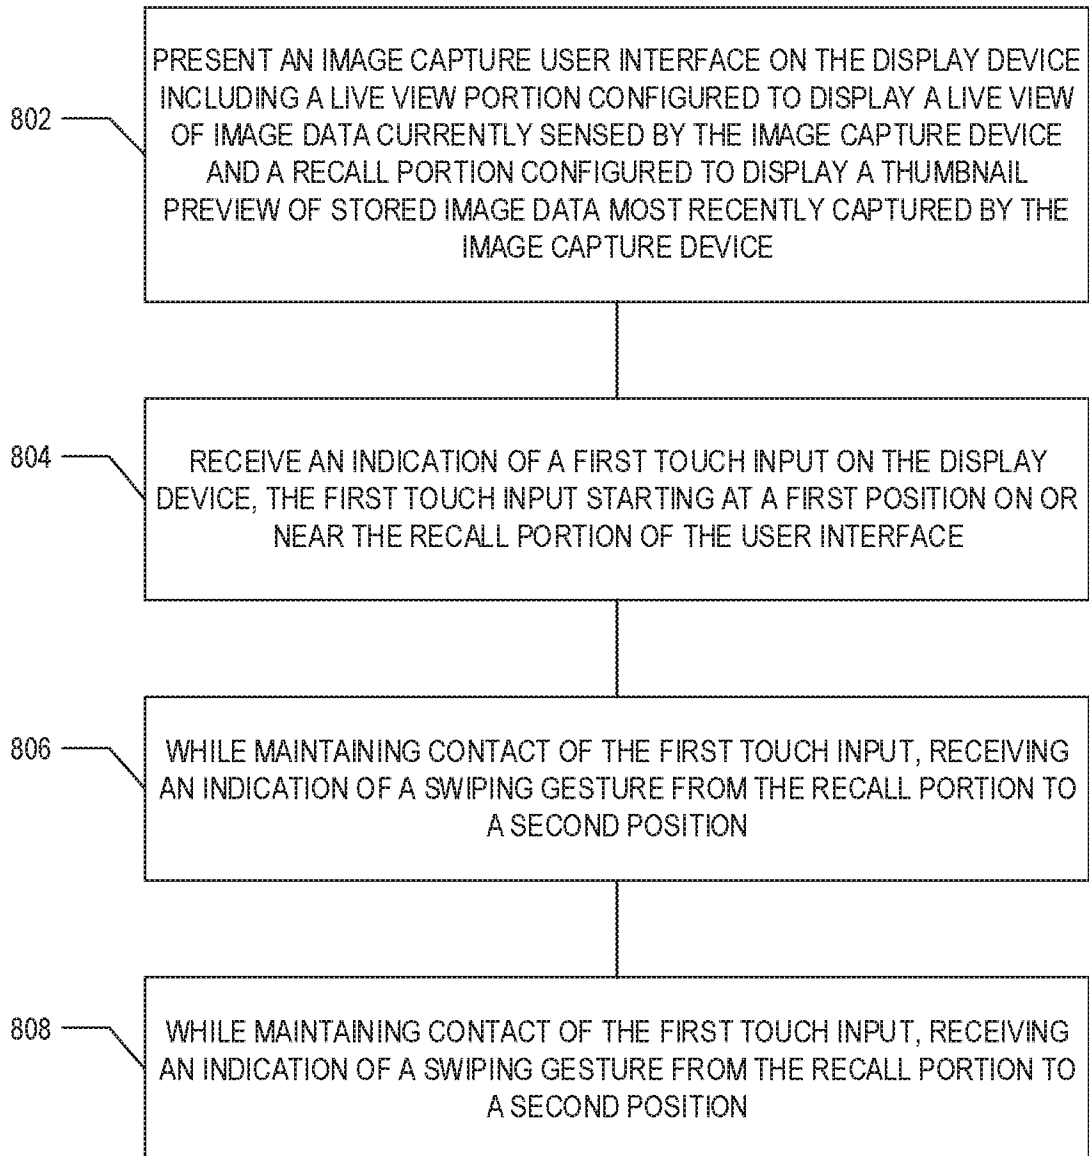 802
PRESENT AN IMAGE CAPTURE USER INTERFACE ON THE DISPLAY DEVICE
INCLUDING A LIVE VIEW PORTION CONFIGURED TO DISPLAY A LIVE VIEW
OF IMAGE DATA CURRENTLY SENSED BY THE IMAGE CAPTURE DEVICE
AND A RECALL PORTION CONFIGURED TO DISPLAY A THUMBNAIL
PREVIEW OF STORED IMAGE DATA MOST RECENTLY CAPTURED BY THE
IMAGE CAPTURE DEVICE
804
RECEIVE AN INDICATION OF A FIRST TOUCH INPUT ON THE DISPLAY
DEVICE, THE FIRST TOUCH INPUT STARTING AT A FIRST POSITION ON OR
NEAR THE RECALL PORTION OF THE USER INTERFACE
806
WHILE MAINTAINING CONTACT OF THE FIRST TOUCH INPUT, RECEIVING
AN INDICATION OF A SWIPING GESTURE FROM THE RECALL PORTION TO
A SECOND POSITION
808
WHILE MAINTAINING CONTACT OF THE FIRST TOUCH INPUT, RECEIVING
AN INDICATION OF A SWIPING GESTURE FROM THE RECALL PORTION TO
A SECOND POSITION